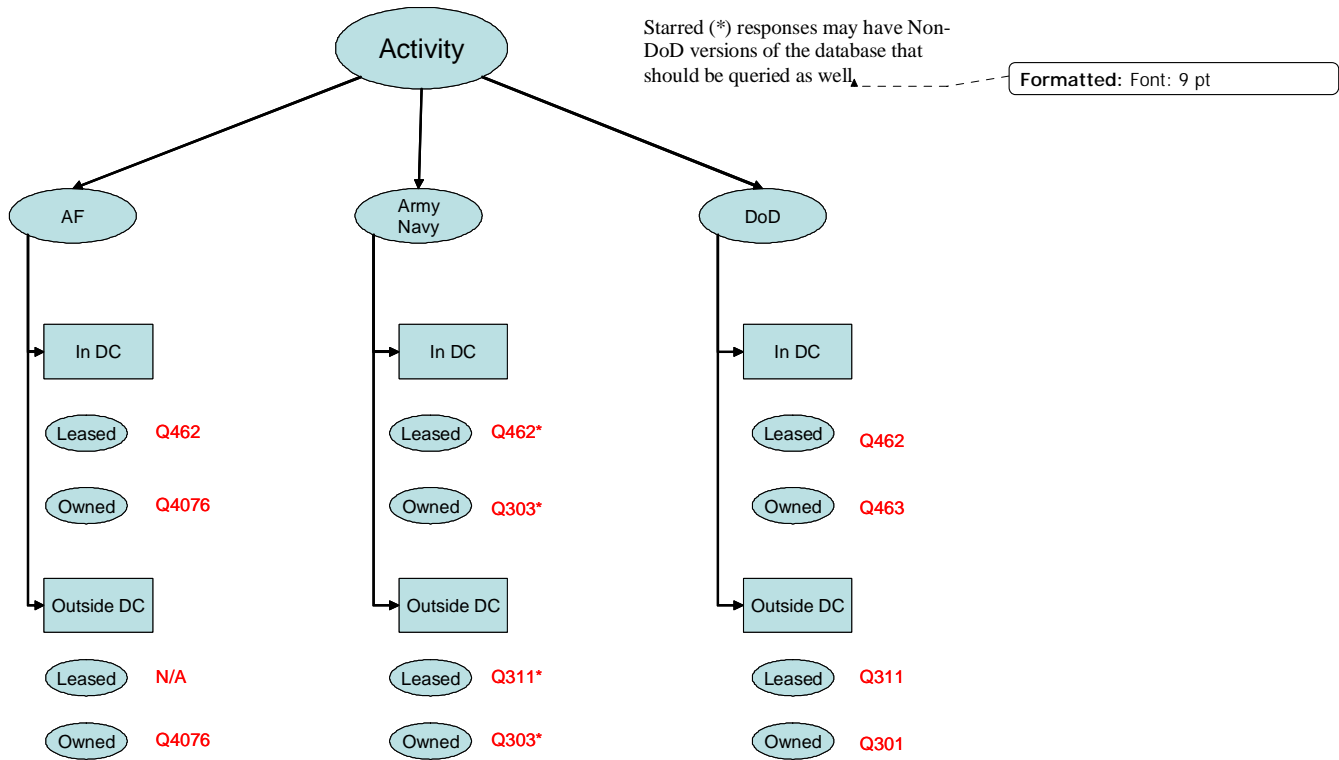 Activity
Starred (*) responses may have Non-
DoD versions of the database that
should be queried as well
Formatted: Font: 9 pt
AF
In DC
Leased Q462
Owned Q4076
Outside DC
Leased N/A
Owned Q4076
Army
Navy
In DC
Leased Q462*
Owned Q303*
Outside DC
Leased Q311*
Owned Q303*
DoD
In DC
Leased Q462
Owned Q463
Outside DC
Leased Q311
Owned Q301